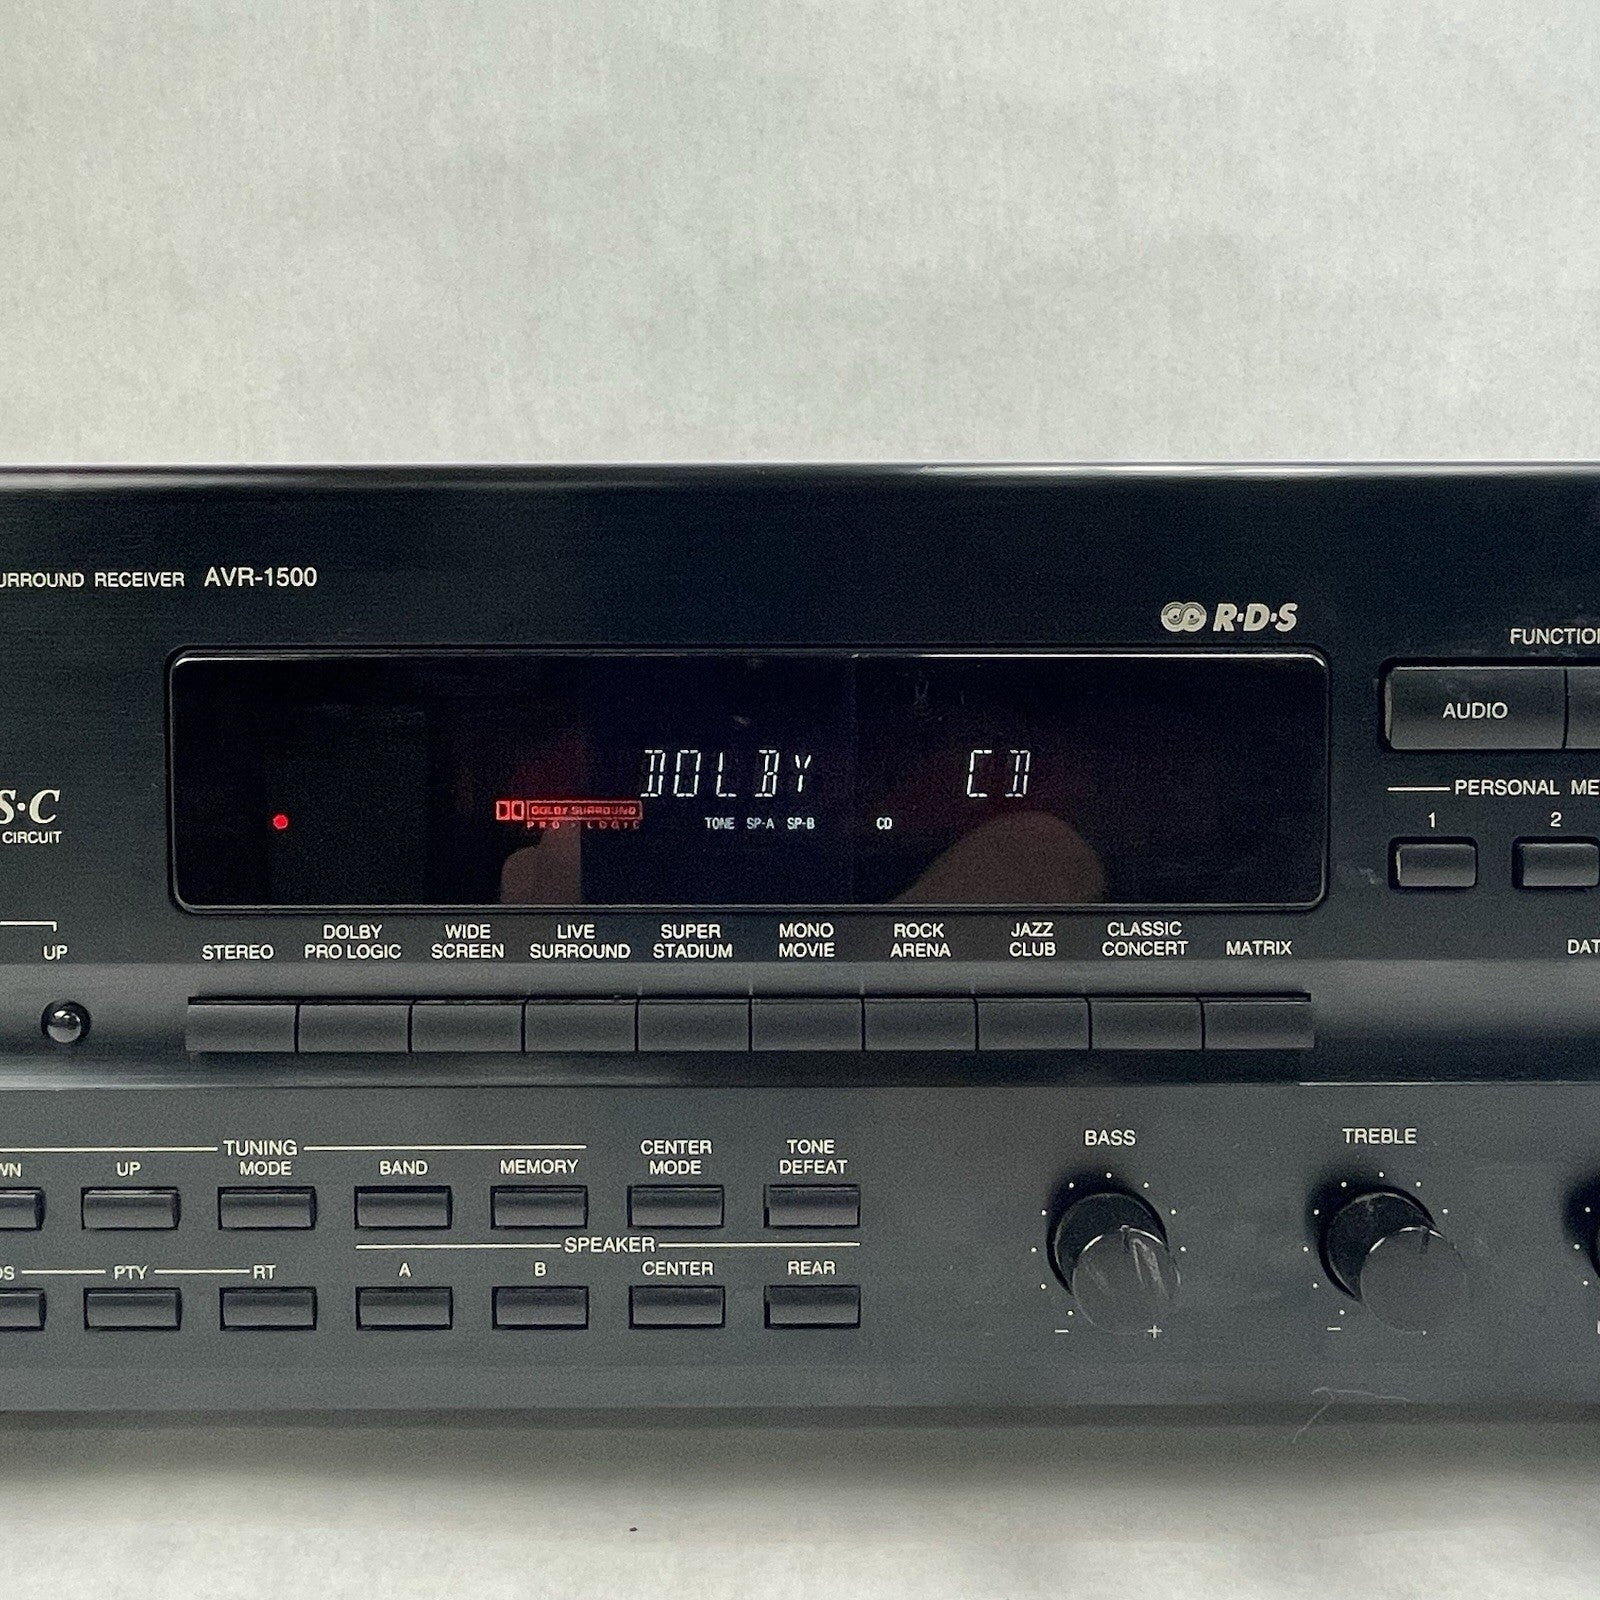 SURROUND RECEIVER AVR-1500
R·D·S
FUNCTION
AUDIO
PERSONAL ME
1 2
S·C
CIRCUIT
DOLBY CD
DOLBY SURROUND
PRO · LOGIC
TONE SP-A SP-B CD
UP
STEREO
DOLBY
PRO LOGIC
WIDE
SCREEN
LIVE
SURROUND
SUPER
STADIUM
MONO
MOVIE
ROCK
ARENA
JAZZ
CLUB
CLASSIC
CONCERT
MATRIX
DAT
TUNING
WN
UP
MODE
BAND
MEMORY
CENTER
MODE
TONE
DEFEAT
BASS
TREBLE
SPEAKER
DS PTY RT
A
B
CENTER
REAR
− +
−